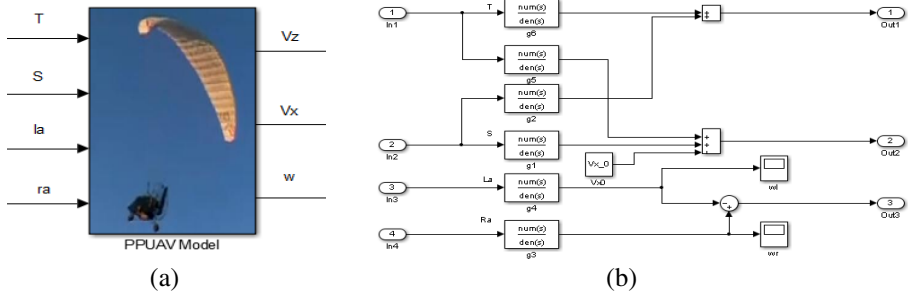 T
S
la
ra
Vz
Vx
w
PPUAV Model
(a)
1
In1
T
num(s)
den(s)
g6
+
+
1
Out1
num(s)
den(s)
g5
num(s)
den(s)
g2
2
In2
S
num(s)
den(s)
g1
Vx_0
Vx0
+
+
+
2
Out2
3
In3
La
num(s)
den(s)
g4
wl
−
+
3
Out3
4
In4
Ra
num(s)
den(s)
g3
wr
(b)